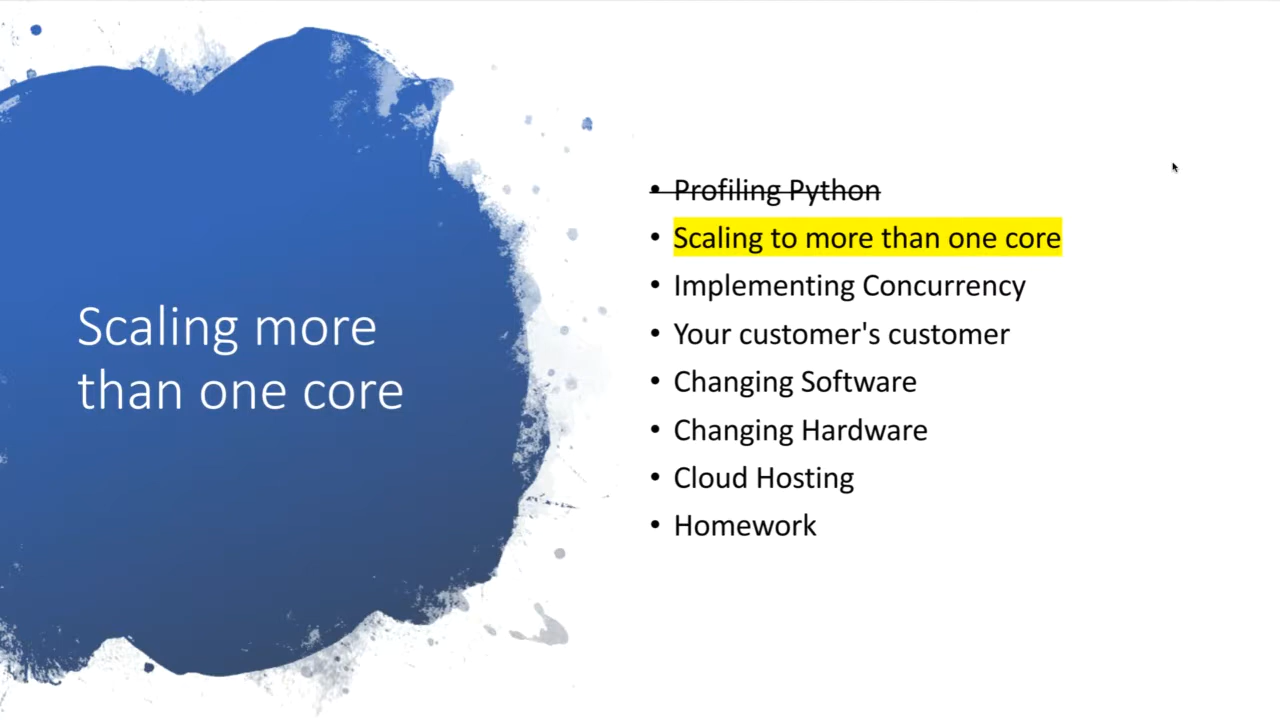 Scaling more
than one core
• Profiling Python
• Scaling to more than one core
• Implementing Concurrency
• Your customer's customer
• Changing Software
• Changing Hardware
• Cloud Hosting
• Homework